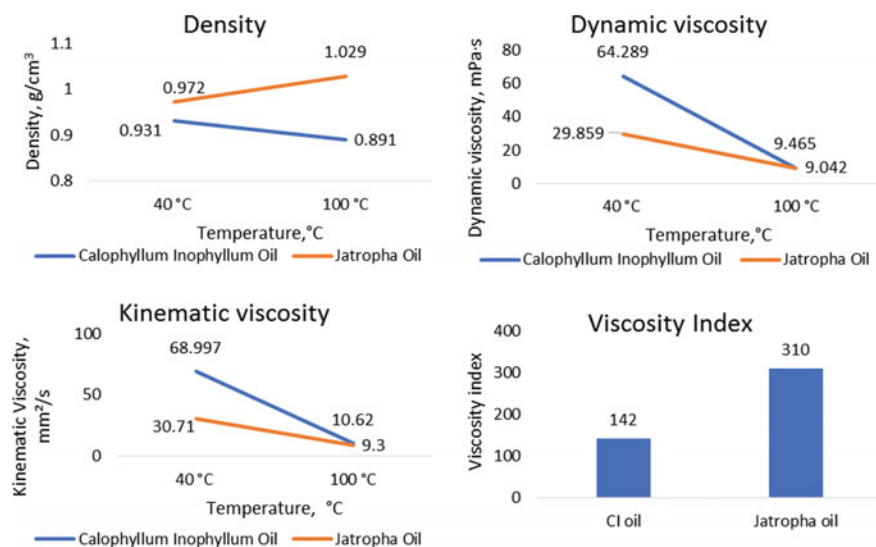 Density
Density, g/cm³
1.1
1
0.9
0.8
0.972
1.029
0.931
0.891
40 °C
100 °C
Temperature,°C
Calophyllum Inophyllum Oil
Jatropha Oil
Dynamic viscosity
Dynamic viscosity, mPa·s
80
60
40
20
0
64.289
29.859
9.465
9.042
40 °C
100 °C
Temperature,°C
Calophyllum Inophyllum Oil
Jatropha Oil
Kinematic viscosity
Kinematic Viscosity,
mm²/s
100
50
0
68.997
30.71
10.62
9.3
40 °C
100 °C
Temperature, °C
Calophyllum Inophyllum Oil
Jatropha Oil
Viscosity Index
Viscosity index
400
300
200
100
0
142
310
CI oil
Jatropha oil